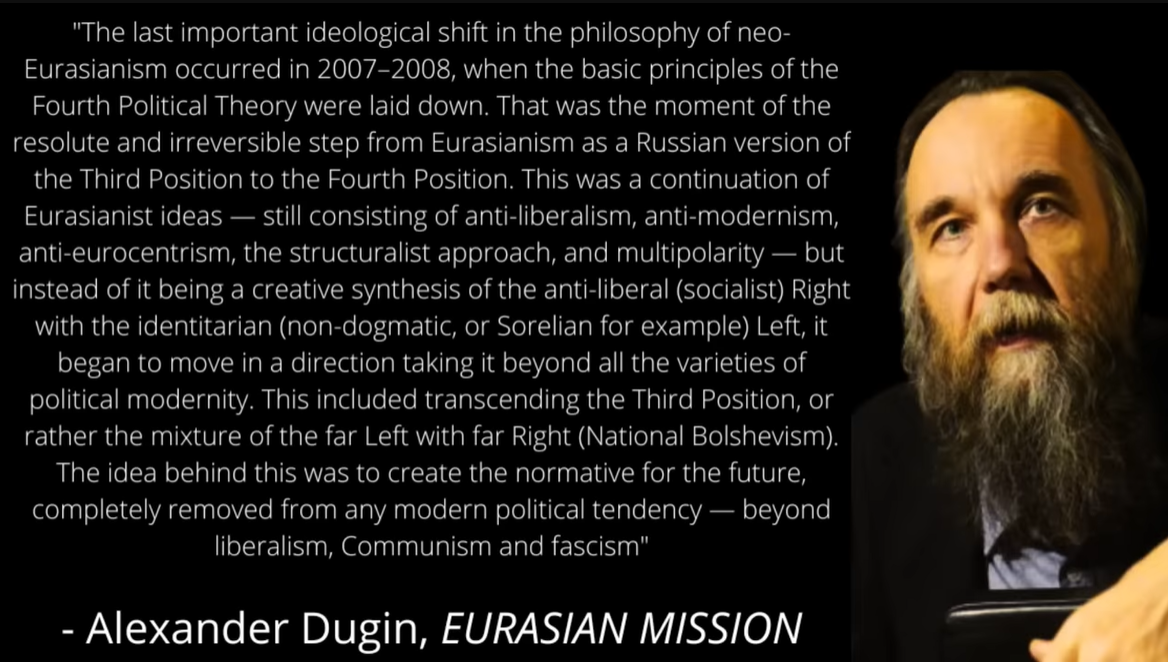 "The last important ideological shift in the philosophy of neo-
Eurasianism occurred in 2007–2008, when the basic principles of the
Fourth Political Theory were laid down. That was the moment of the
resolute and irreversible step from Eurasianism as a Russian version of
the Third Position to the Fourth Position. This was a continuation of
Eurasianist ideas — still consisting of anti-liberalism, anti-modernism,
anti-eurocentrism, the structuralist approach, and multipolarity — but
instead of it being a creative synthesis of the anti-liberal (socialist) Right
with the identitarian (non-dogmatic, or Sorelian for example) Left, it
began to move in a direction taking it beyond all the varieties of
political modernity. This included transcending the Third Position, or
rather the mixture of the far Left with far Right (National Bolshevism).
The idea behind this was to create the normative for the future,
completely removed from any modern political tendency — beyond
liberalism, Communism and fascism"
- Alexander Dugin, EURASIAN MISSION